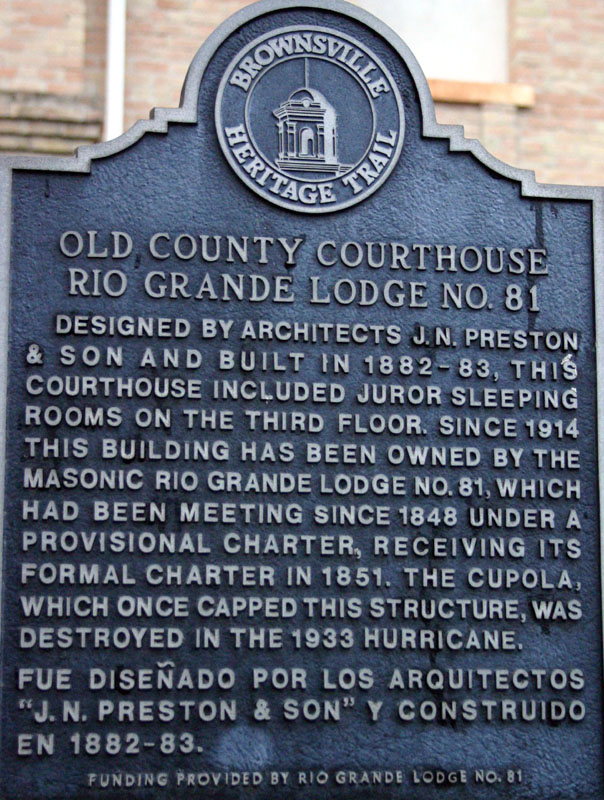 BROWNSVILLE
HERITAGE TRAIL
OLD COUNTY COURTHOUSE
RIO GRANDE LODGE NO. 81
DESIGNED BY ARCHITECTS J. N. PRESTON
& SON AND BUILT IN 1882-83, THIS
COURTHOUSE INCLUDED JUROR SLEEPING
ROOMS ON THE THIRD FLOOR. SINCE 1914
THIS BUILDING HAS BEEN OWNED BY THE
MASONIC RIO GRANDE LODGE NO. 81, WHICH
HAD BEEN MEETING SINCE 1848 UNDER A
PROVISIONAL CHARTER, RECEIVING ITS
FORMAL CHARTER IN 1851. THE CUPOLA,
WHICH ONCE CAPPED THIS STRUCTURE, WAS
DESTROYED IN THE 1933 HURRICANE.
FUE DISEÑADO POR LOS ARQUITECTOS
"J. N. PRESTON & SON" Y CONSTRUIDO
EN 1882-83.
FUNDING PROVIDED BY RIO GRANDE LODGE NO. 81